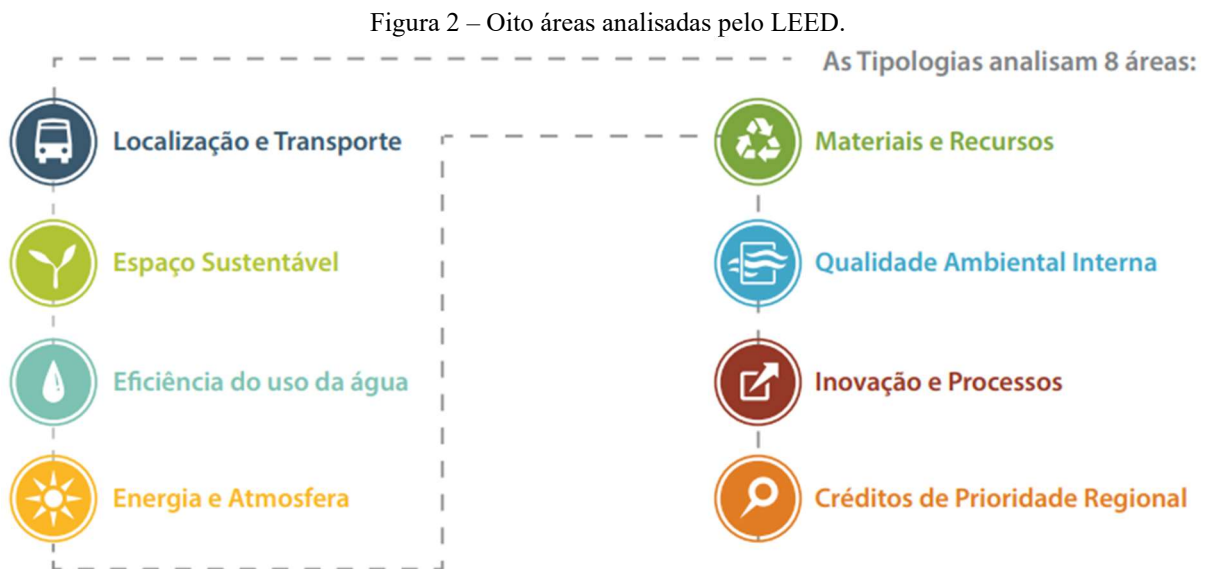 Figura 2 – Oito áreas analisadas pelo LEED.
As Tipologias analisam 8 áreas:
Localização e Transporte
Espaço Sustentável
Eficiência do uso da água
Energia e Atmosfera
Materiais e Recursos
Qualidade Ambiental Interna
Inovação e Processos
Créditos de Prioridade Regional